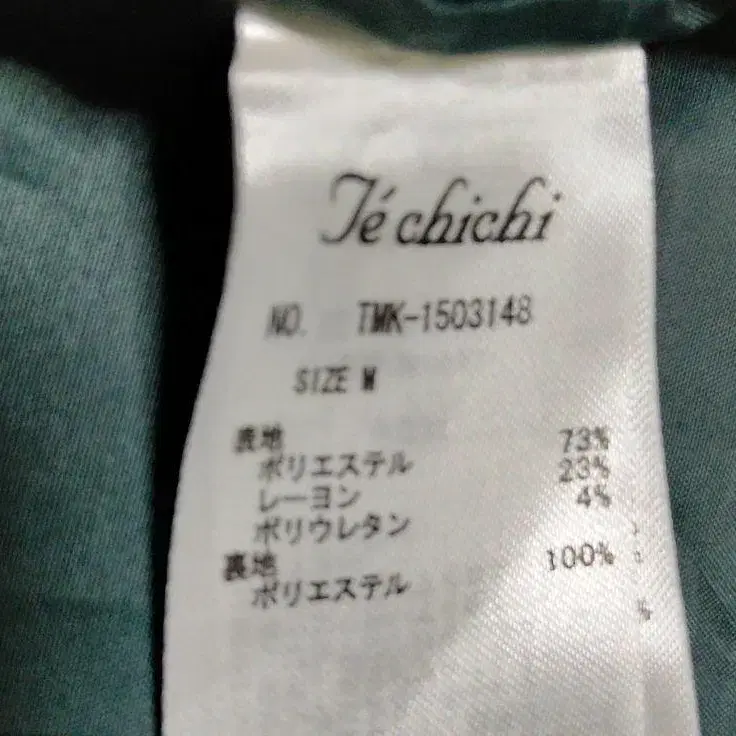 Té chichi
NO. TMK-1503148
SIZE M
表地
ポリエステル 73%
レーヨン 23%
ポリウレタン 4%
裏地
ポリエステル 100%